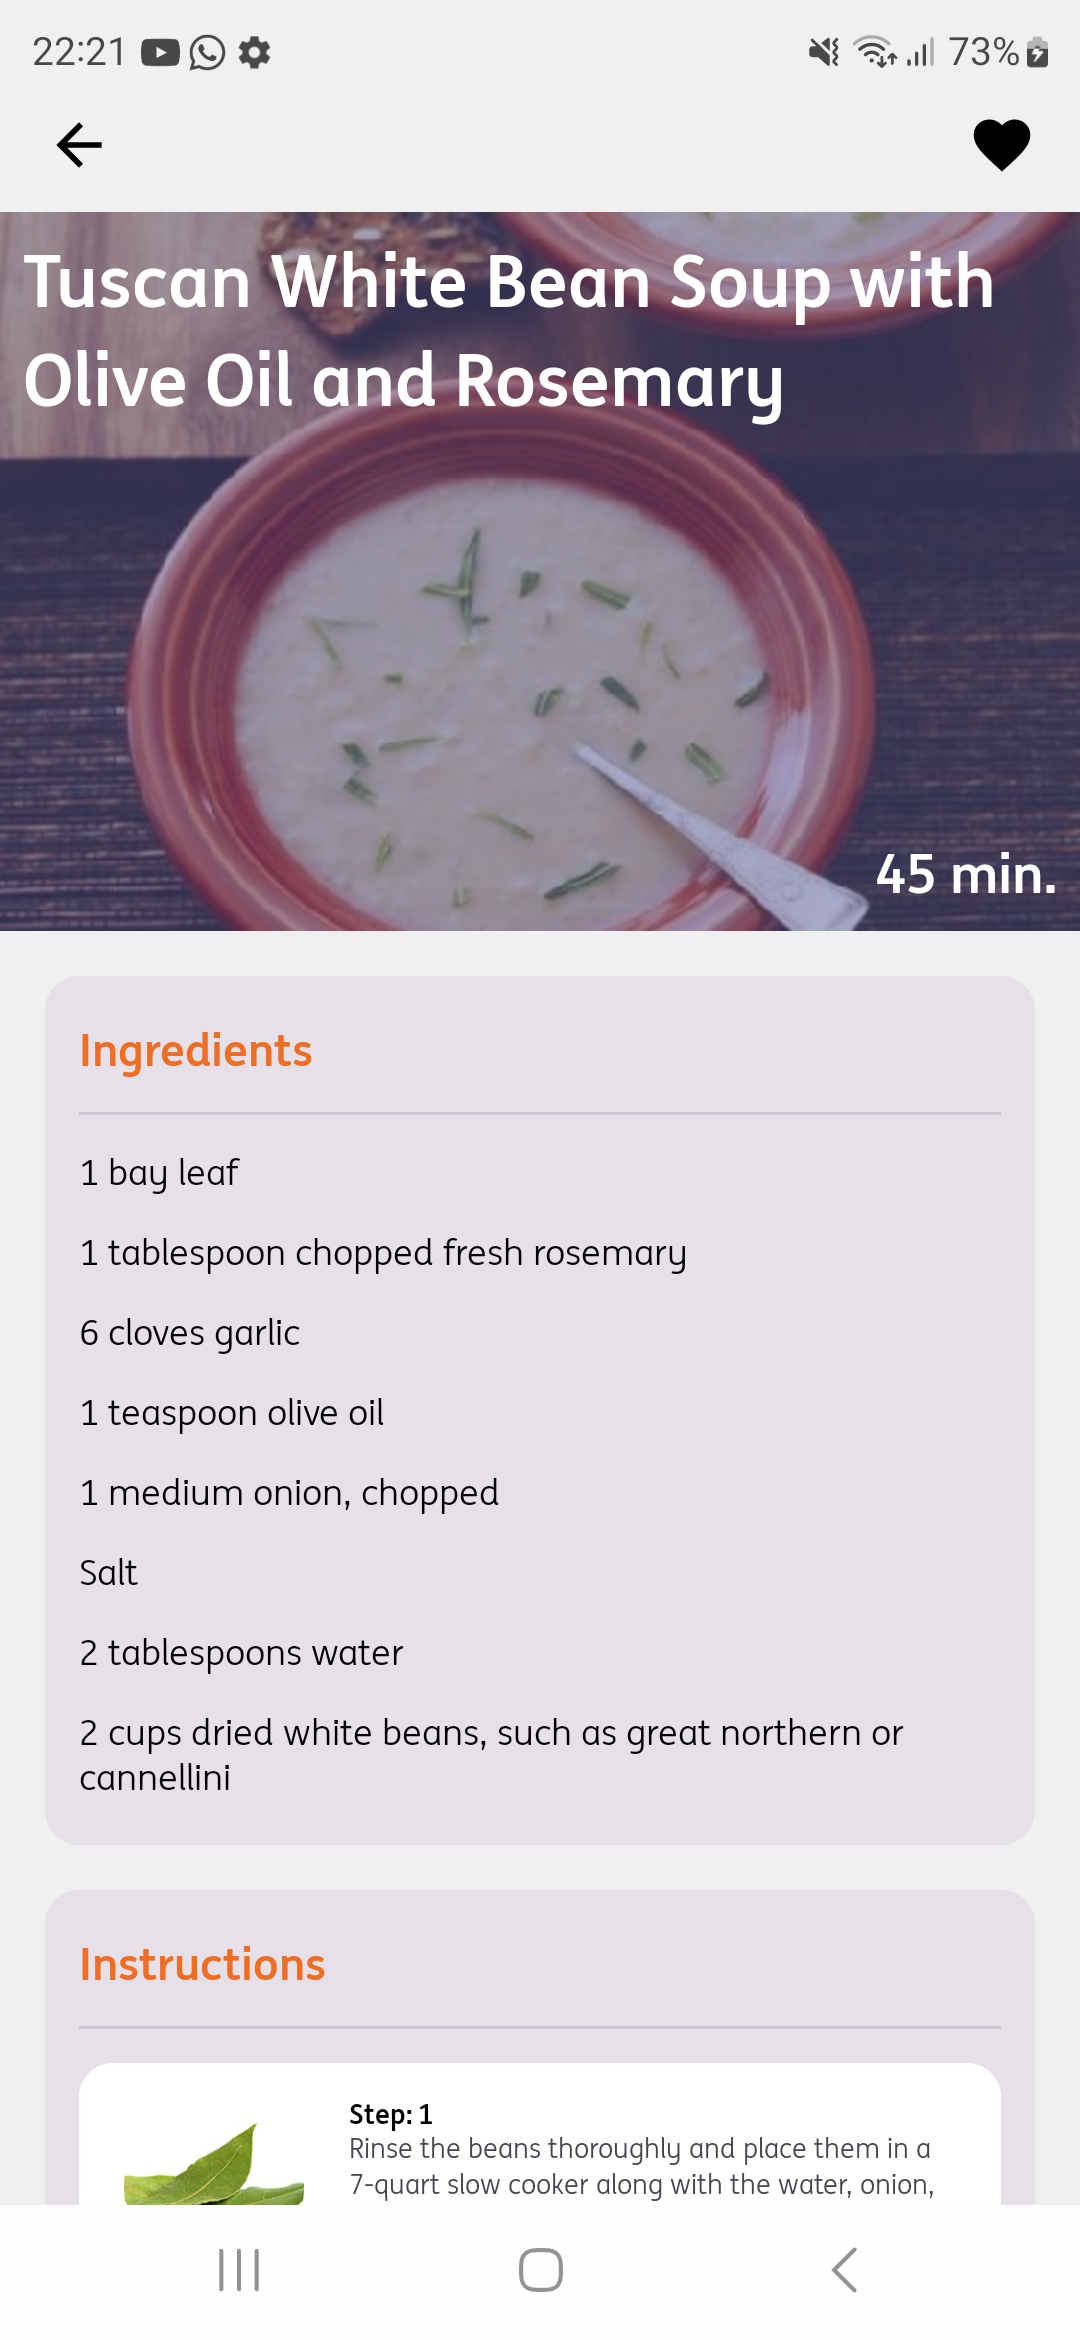 22:21
73%
Tuscan White Bean Soup with
Olive Oil and Rosemary
45 min.
Ingredients
1 bay leaf
1 tablespoon chopped fresh rosemary
6 cloves garlic
1 teaspoon olive oil
1 medium onion, chopped
Salt
2 tablespoons water
2 cups dried white beans, such as great northern or
cannellini
Instructions
Step: 1
Rinse the beans thoroughly and place them in a
7-quart slow cooker along with the water, onion,